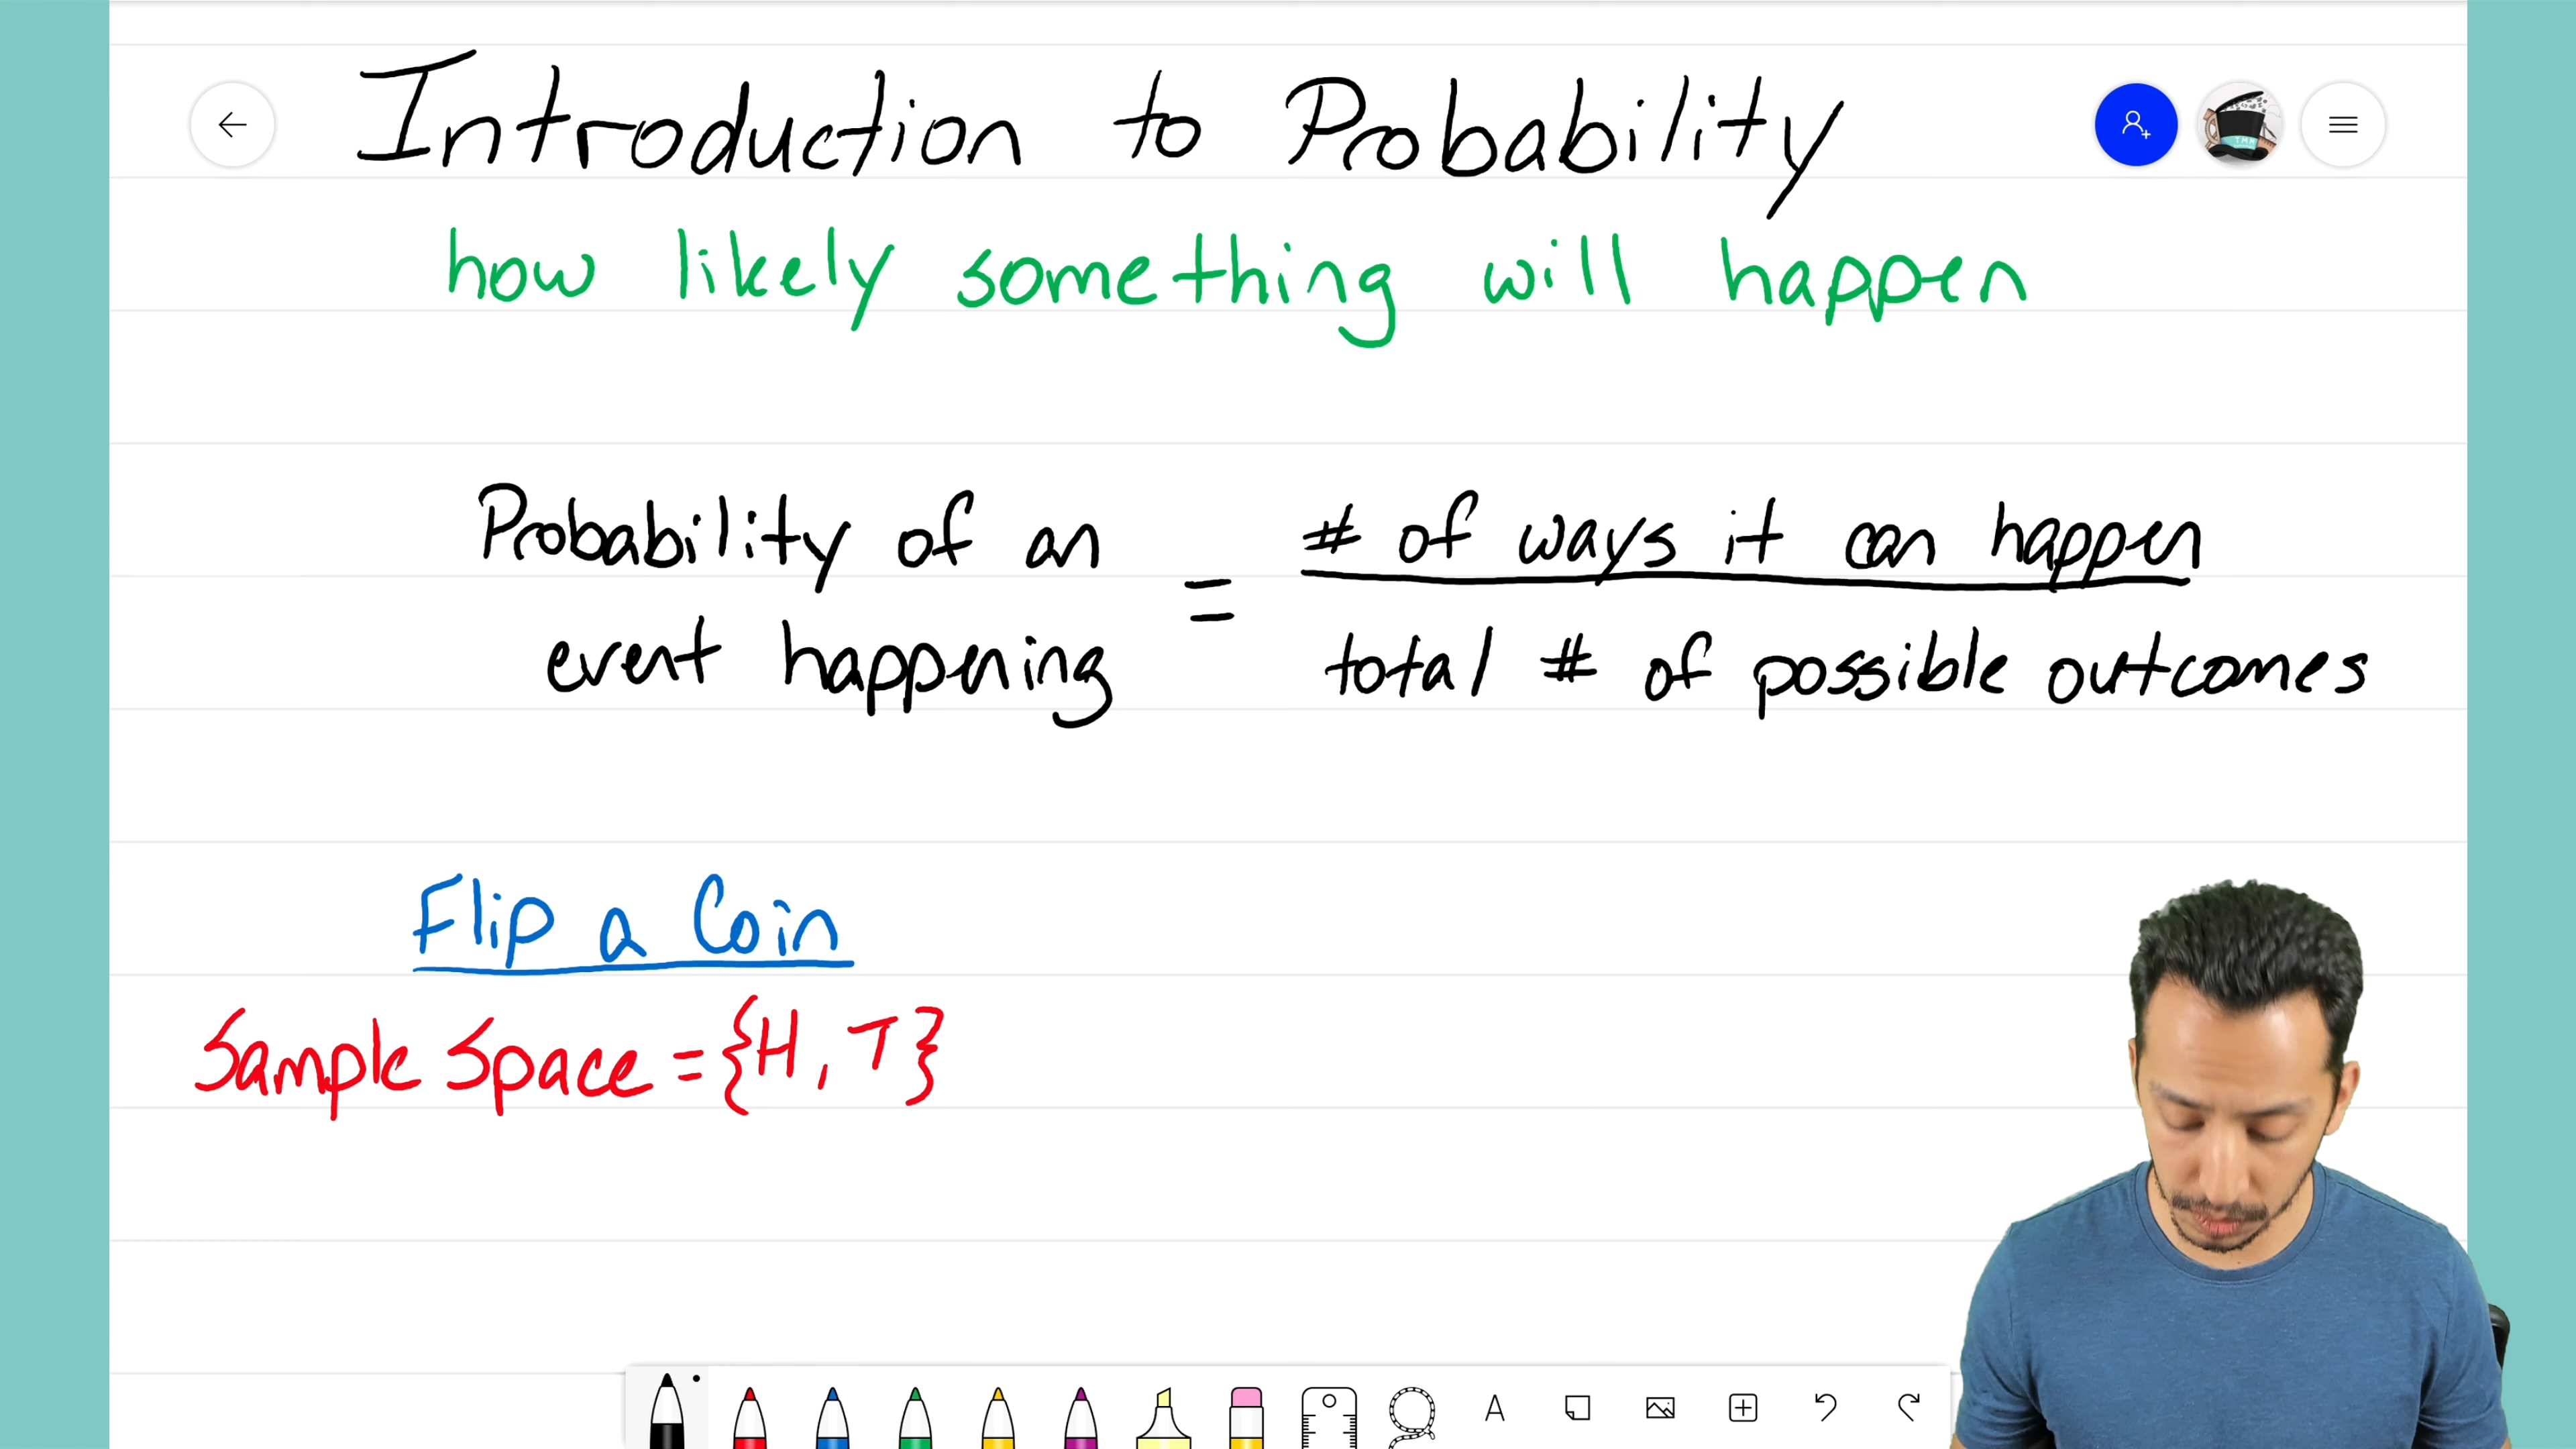 Introduction to Probability
how likely something will happen
Probability of an
event happening
=
# of ways it can happen
total # of possible outcomes
Flip a Coin
Sample Space = {H, T}
A